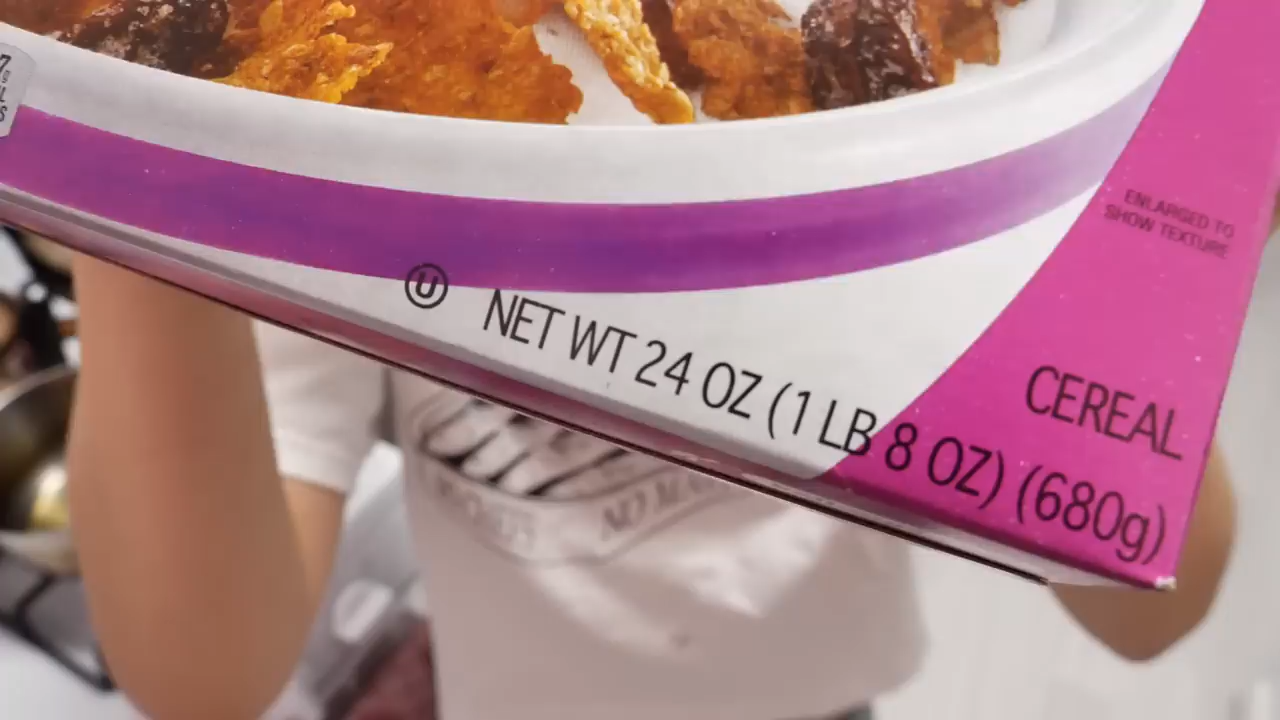 ENLARGED TO
SHOW TEXTURE
U
NET WT 24 OZ (1 LB 8 OZ) (680g)
CEREAL